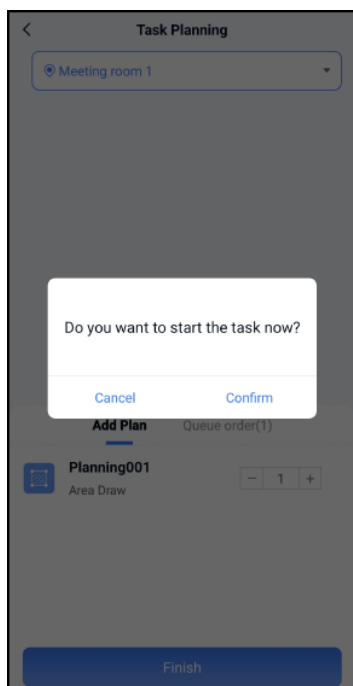 Task Planning
Meeting room 1
Do you want to start the task now?
Cancel Confirm
Add Plan Queue order(1)
Planning001
Area Draw
1
Finish